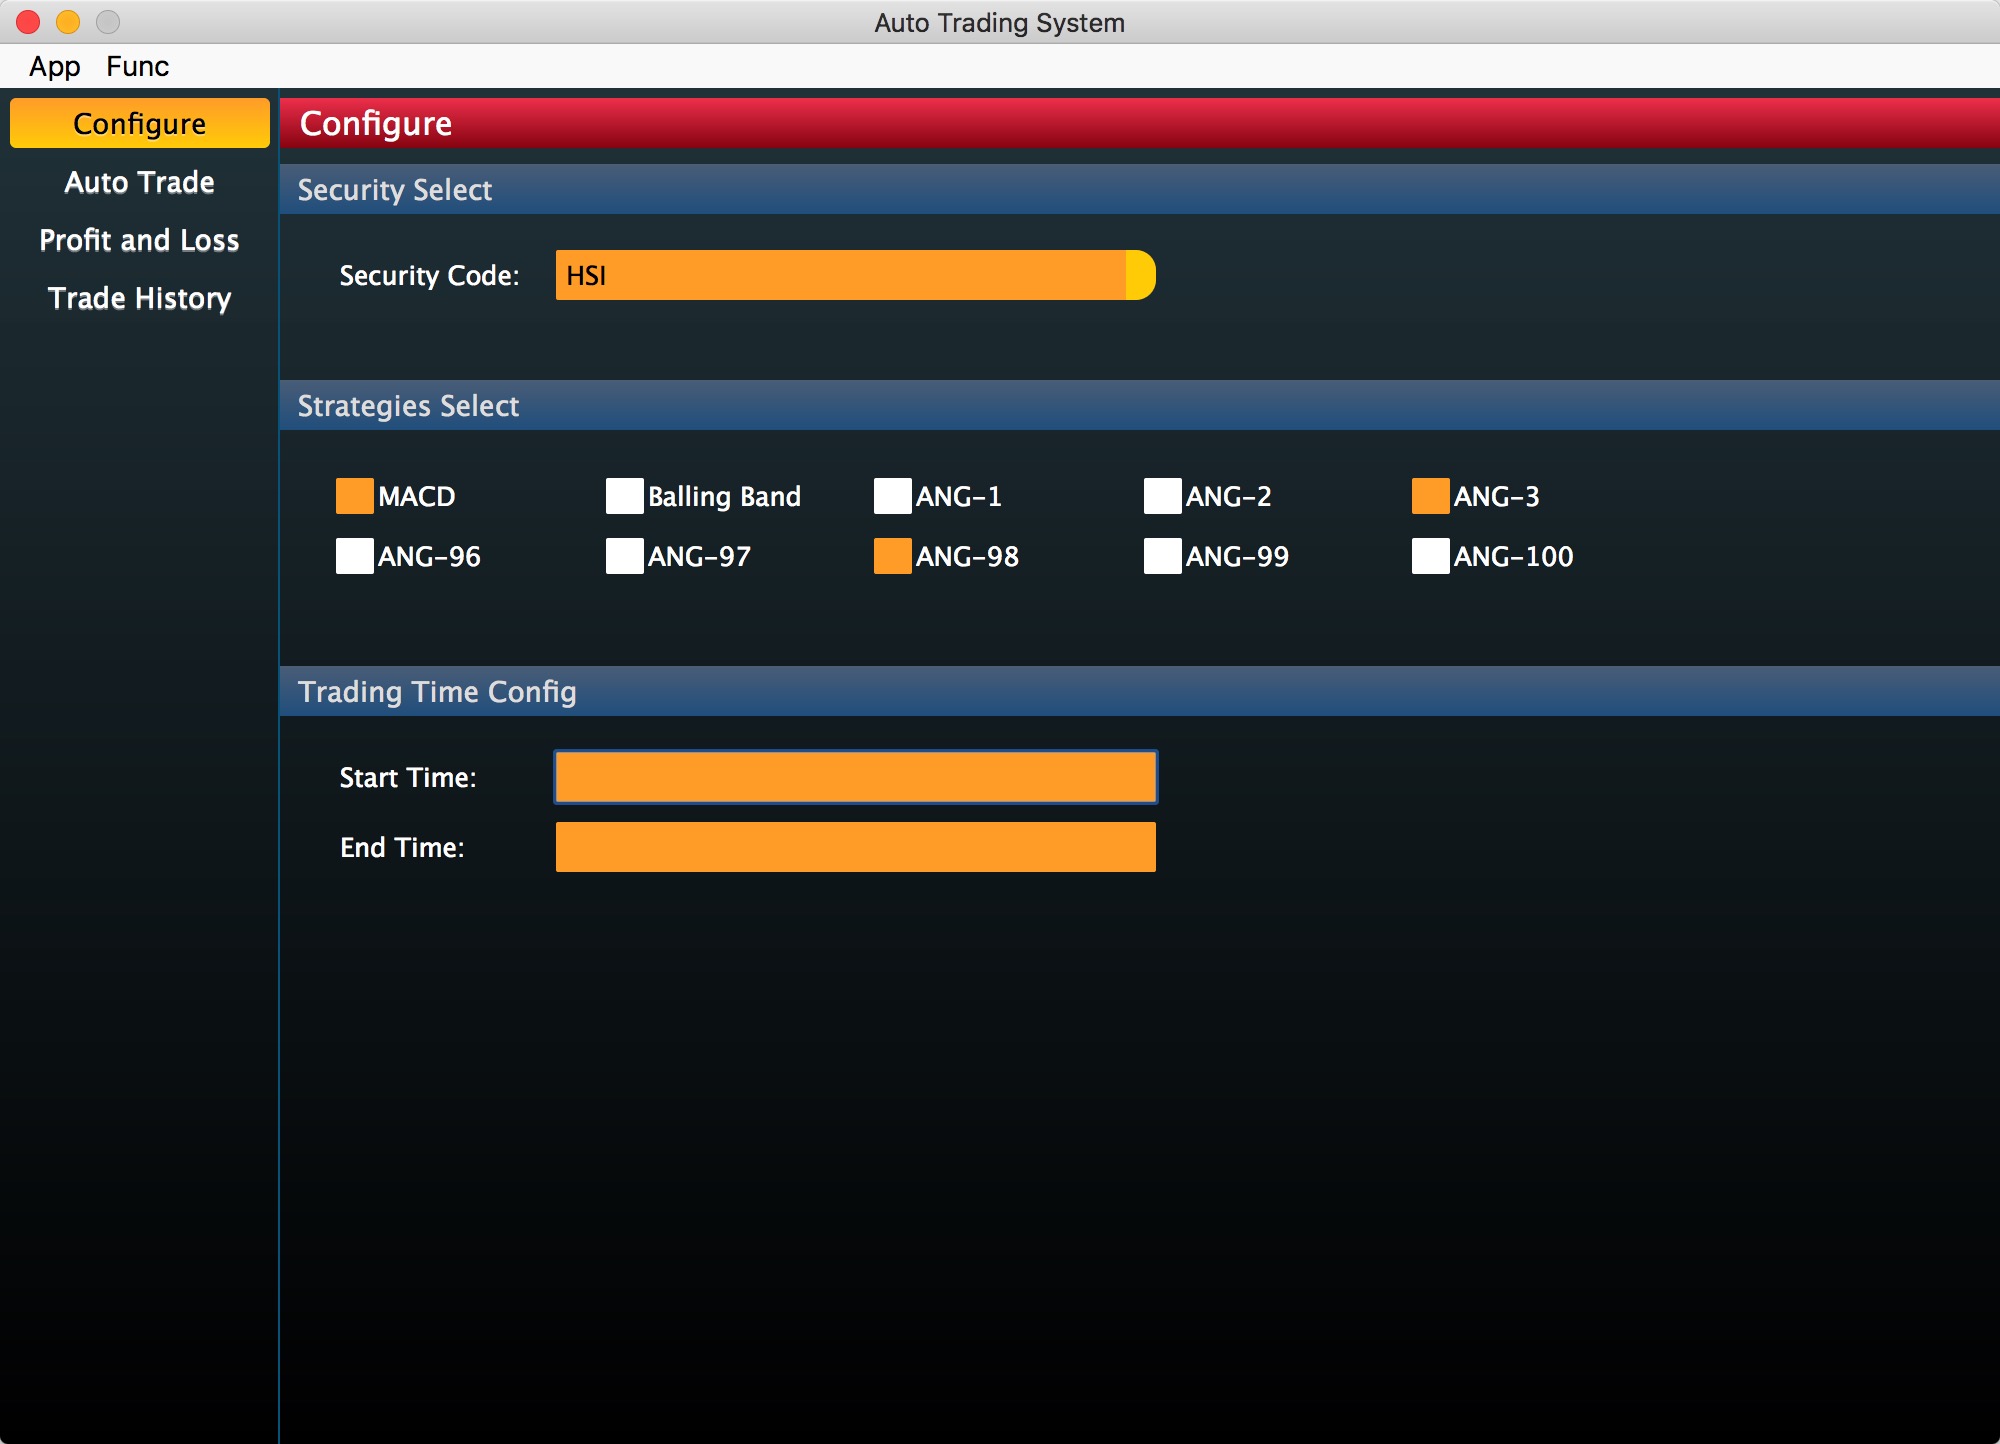 Auto Trading System
App Func
Configure
Auto Trade
Profit and Loss
Trade History
Configure
Security Select
Security Code: HSI
Strategies Select
MACD Balling Band ANG-1 ANG-2 ANG-3
ANG-96 ANG-97 ANG-98 ANG-99 ANG-100
Trading Time Config
Start Time:
End Time: